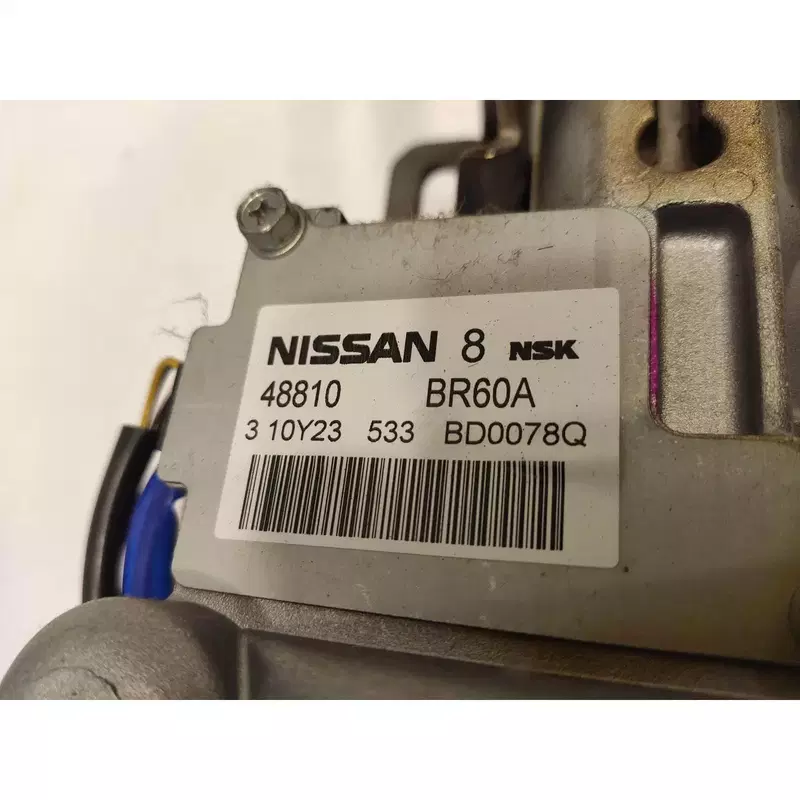 NISSAN 8 NSK
48810 BR60A
3 10Y23 533 BD0078Q